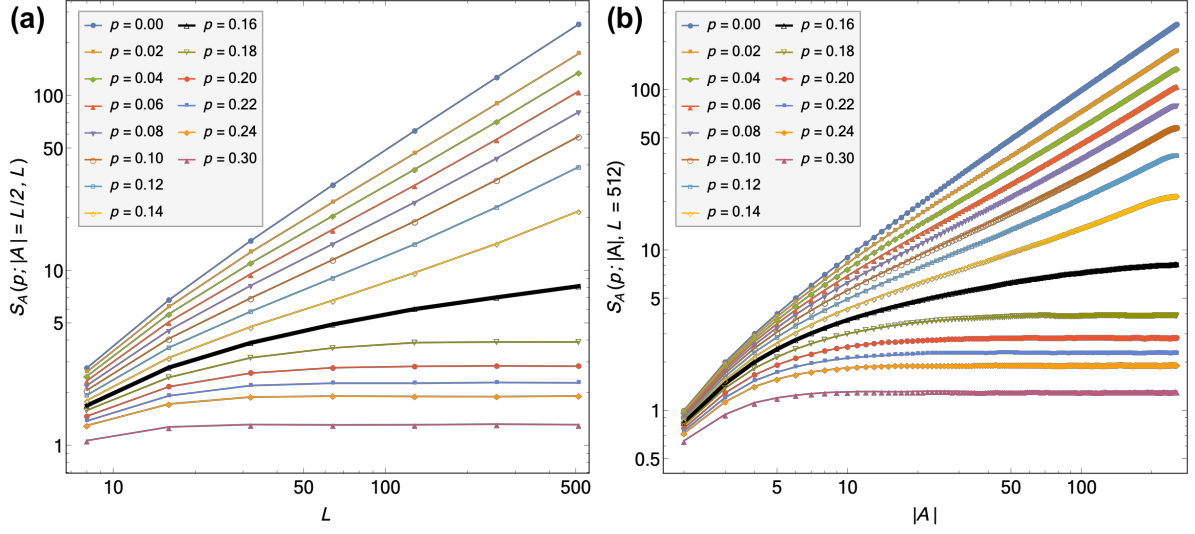 (a)
p = 0.00
p = 0.02
p = 0.04
p = 0.06
p = 0.08
p = 0.10
p = 0.12
p = 0.14
p = 0.16
p = 0.18
p = 0.20
p = 0.22
p = 0.24
p = 0.30
100
50
10
5
1
S_A(p; |A| = L/2, L)
10
50
100
500
L
(b)
p = 0.00
p = 0.02
p = 0.04
p = 0.06
p = 0.08
p = 0.10
p = 0.12
p = 0.14
p = 0.16
p = 0.18
p = 0.20
p = 0.22
p = 0.24
p = 0.30
100
50
10
5
1
0.5
S_A(p; |A|, L = 512)
5
10
50
100
|A|